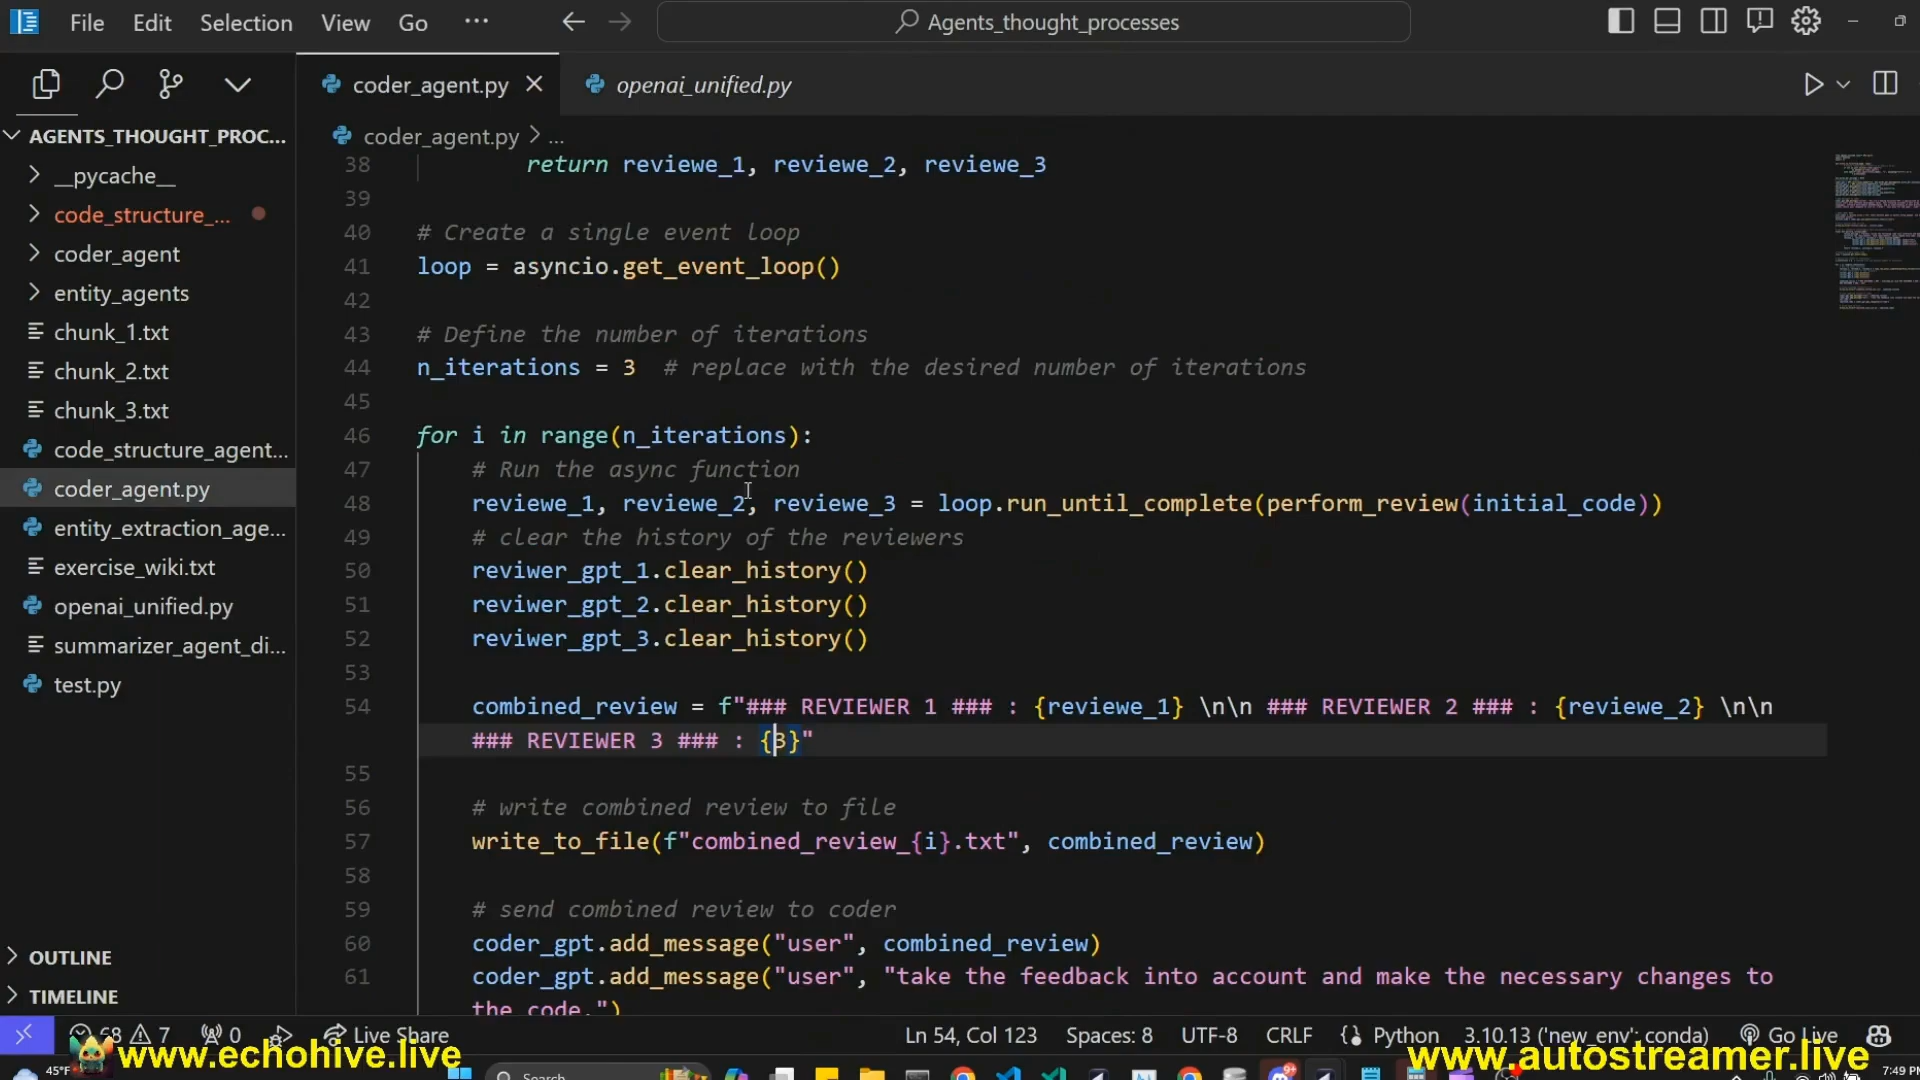 File Edit Selection View Go ··· Agents_thought_processes
coder_agent.py openai_unified.py
AGENTS_THOUGHT_PROC...
__pycache__
code_structure_...
coder_agent
entity_agents
chunk_1.txt
chunk_2.txt
chunk_3.txt
code_structure_agent...
coder_agent.py
entity_extraction_age...
exercise_wiki.txt
openai_unified.py
summarizer_agent_di...
test.py
OUTLINE
TIMELINE
coder_agent.py > ...
38 return reviewe_1, reviewe_2, reviewe_3
39
40 # Create a single event loop
41 loop = asyncio.get_event_loop()
42
43 # Define the number of iterations
44 n_iterations = 3 # replace with the desired number of iterations
45
46 for i in range(n_iterations):
47 # Run the async function
48 reviewe_1, reviewe_2, reviewe_3 = loop.run_until_complete(perform_review(initial_code))
49 # clear the history of the reviewers
50 reviwer_gpt_1.clear_history()
51 reviwer_gpt_2.clear_history()
52 reviwer_gpt_3.clear_history()
53
54 combined_review = f"### REVIEWER 1 ### : {reviewe_1} \n\n ### REVIEWER 2 ### : {reviewe_2} \n\n
### REVIEWER 3 ### : {3}"
55
56 # write combined review to file
57 write_to_file(f"combined_review_{i}.txt", combined_review)
58
59 # send combined review to coder
60 coder_gpt.add_message("user", combined_review)
61 coder_gpt.add_message("user", "take the feedback into account and make the necessary changes to
the code.")
68 7 0 Live Share Ln 54, Col 123 Spaces: 8 UTF-8 CRLF Python 3.10.13 ('new_env': conda) Go Live
www.echohive.live www.autostreamer.live
45°F Search 7:49 PM